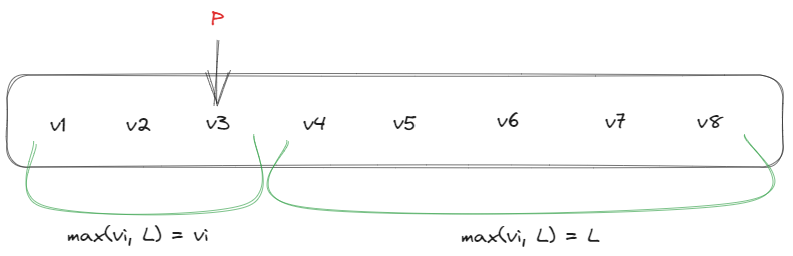 P
v1 v2 v3 v4 v5 v6 v7 v8
max(vi, L) = vi max(vi, L) = L